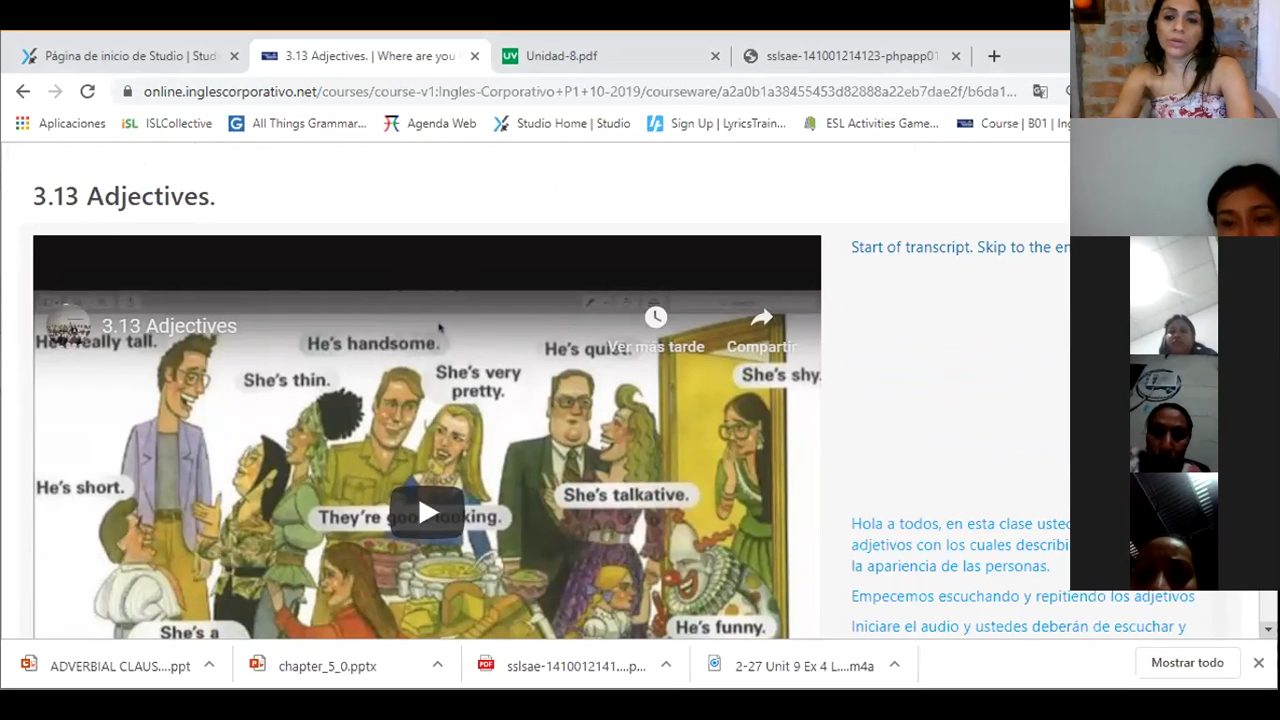 Página de inicio de Studio | Stud
3.13 Adjectives. | Where are you
Unidad-8.pdf
sslsae-141001214123-phpapp01
online.inglescorporativo.net/courses/course-v1:Ingles-Corporativo+P1+10-2019/courseware/a2a0b1a38455453d82888a22eb7dae2f/b6da1...
Aplicaciones
iSL ISLCollective
G All Things Grammar...
Agenda Web
Studio Home | Studio
Sign Up | LyricsTrain...
ESL Activities Game...
Course | B01 | Ing
3.13 Adjectives.
Start of transcript. Skip to the en
3.13 Adjectives
Ver más tarde
Compartir
really tall.
He's handsome.
He's quiet.
She's thin.
She's very
pretty.
She's shy.
He's short.
She's talkative.
They're good looking.
Hola a todos, en esta clase usted
adjetivos con los cuales describi
la apariencia de las personas.
Empecemos escuchando y repitiendo los adjetivos
He's funny.
She's a
Iniciare el audio y ustedes deberán de escuchar y
ADVERBIAL CLAUS....ppt
chapter_5_0.pptx
PDF
sslsae-1410012141....p...
2-27 Unit 9 Ex 4 L....m4a
Mostrar todo